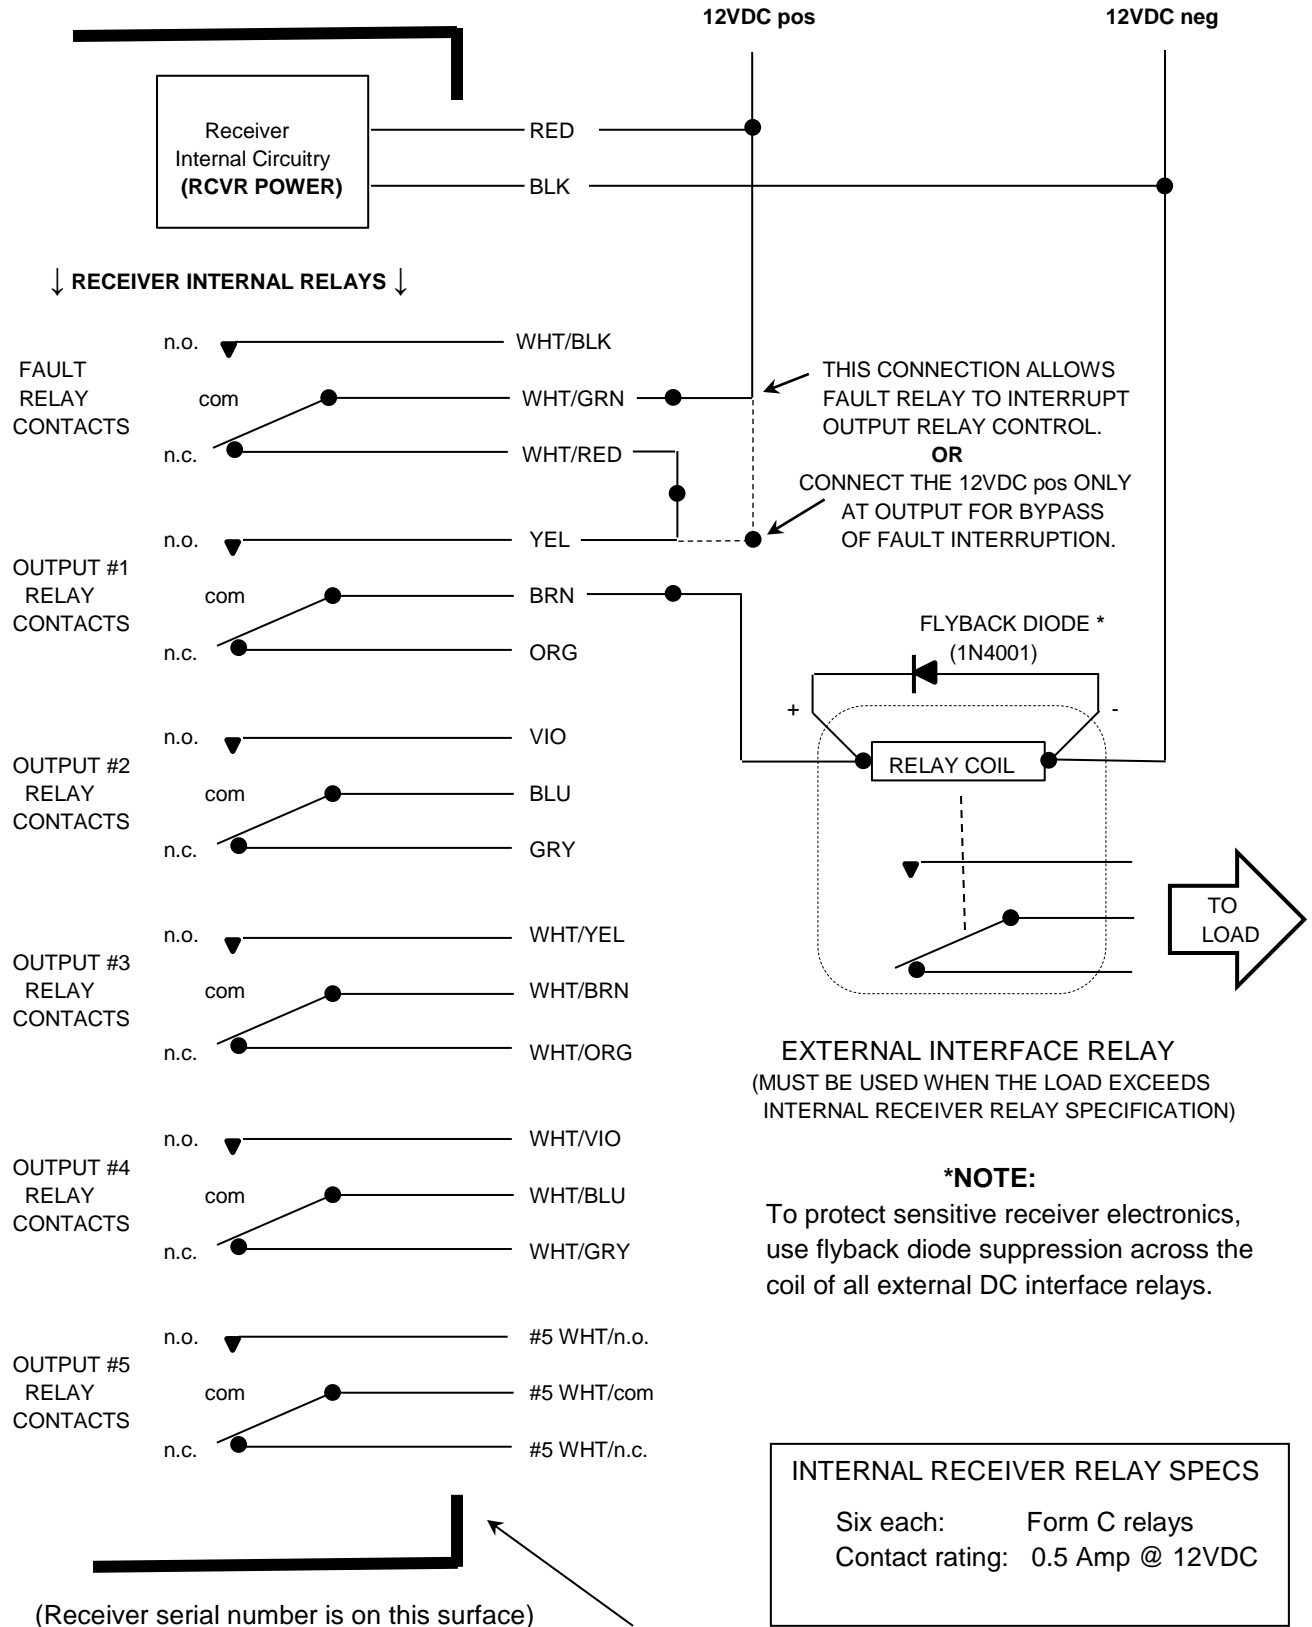 12VDC pos
12VDC neg
Receiver
Internal Circuitry
(RCVR POWER)
RED
BLK
↓ RECEIVER INTERNAL RELAYS ↓
FAULT
RELAY
CONTACTS
n.o.
com
n.c.
WHT/BLK
WHT/GRN
WHT/RED
THIS CONNECTION ALLOWS
FAULT RELAY TO INTERRUPT
OUTPUT RELAY CONTROL.
OR
CONNECT THE 12VDC pos ONLY
AT OUTPUT FOR BYPASS
OF FAULT INTERRUPTION.
OUTPUT #1
RELAY
CONTACTS
n.o.
com
n.c.
YEL
BRN
ORG
FLYBACK DIODE *
(1N4001)
+
-
RELAY COIL
OUTPUT #2
RELAY
CONTACTS
n.o.
com
n.c.
VIO
BLU
GRY
TO
LOAD
OUTPUT #3
RELAY
CONTACTS
n.o.
com
n.c.
WHT/YEL
WHT/BRN
WHT/ORG
EXTERNAL INTERFACE RELAY
(MUST BE USED WHEN THE LOAD EXCEEDS
INTERNAL RECEIVER RELAY SPECIFICATION)
OUTPUT #4
RELAY
CONTACTS
n.o.
com
n.c.
WHT/VIO
WHT/BLU
WHT/GRY
*NOTE:
To protect sensitive receiver electronics,
use flyback diode suppression across the
coil of all external DC interface relays.
OUTPUT #5
RELAY
CONTACTS
n.o.
com
n.c.
#5 WHT/n.o.
#5 WHT/com
#5 WHT/n.c.
INTERNAL RECEIVER RELAY SPECS
Six each: Form C relays
Contact rating: 0.5 Amp @ 12VDC
(Receiver serial number is on this surface)